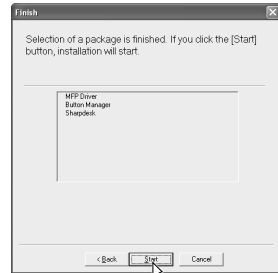 Finish
Selection of a package is finished. If you click the [Start]
button, installation will start.
MFP Driver
Button Manager
Sharpdesk
< Back
Start
Cancel